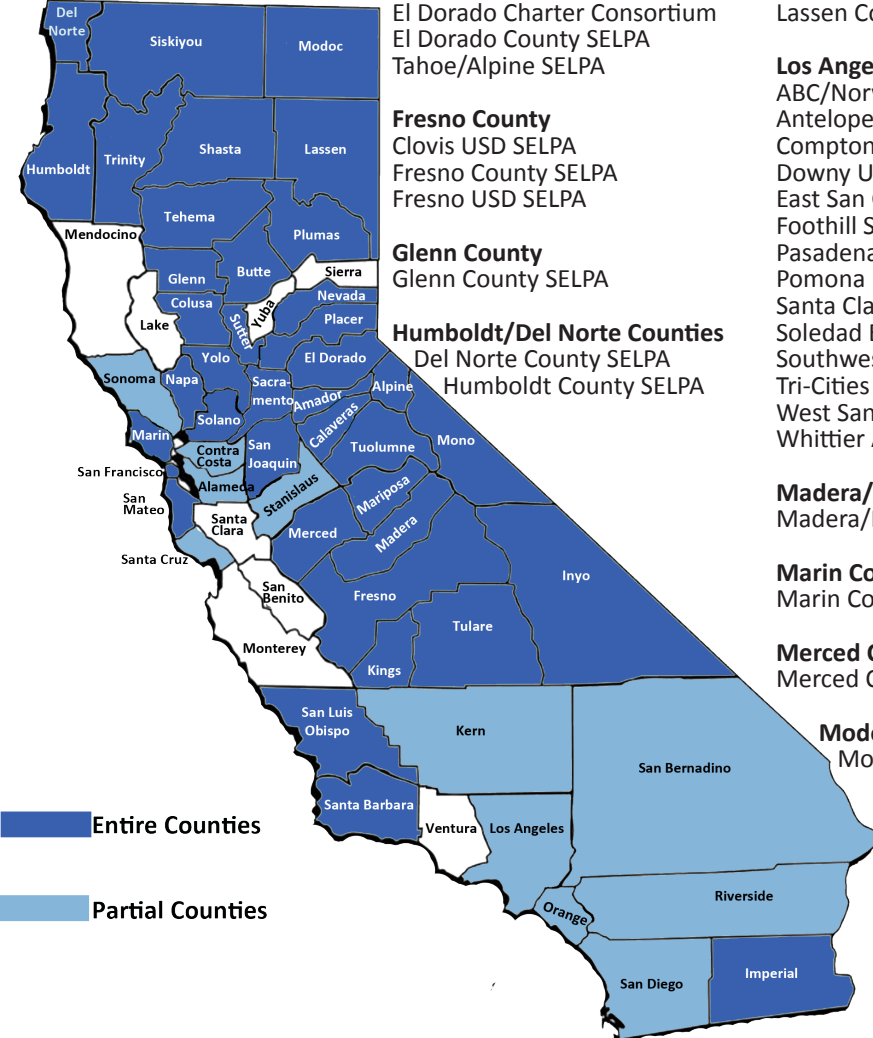 El Dorado Charter Consortium
El Dorado County SELPA
Tahoe/Alpine SELPA
Fresno County
Clovis USD SELPA
Fresno County SELPA
Fresno USD SELPA
Glenn County
Glenn County SELPA
Humboldt/Del Norte Counties
Del Norte County SELPA
Humboldt County SELPA
Lassen Co
Los Ange
ABC/Norw
Antelope
Compton
Downy U
East San
Foothill S
Pasadena
Pomona
Santa Cla
Soledad
Southwes
Tri-Cities
West San
Whittier
Madera/
Madera/
Marin Co
Marin Co
Merced C
Merced C
Mod
Mo
Del
Norte
Siskiyou
Modoc
Humboldt
Trinity
Shasta
Lassen
Tehema
Plumas
Mendocino
Glenn
Butte
Sierra
Lake
Colusa
Sutter
Yuba
Nevada
Placer
Sonoma
Napa
Yolo
El Dorado
Sacra-
mento
Amador
Alpine
Marin
Solano
Calaveras
Mono
Contra
Costa
San
Joaquin
Tuolumne
San Francisco
Alameda
Stanislaus
Mariposa
San
Mateo
Santa
Clara
Merced
Madera
Santa Cruz
San
Benito
Fresno
Inyo
Monterey
Kings
Tulare
San Luis
Obispo
Kern
San Bernadino
Santa Barbara
Ventura
Los Angeles
Orange
Riverside
San Diego
Imperial
Entire Counties
Partial Counties